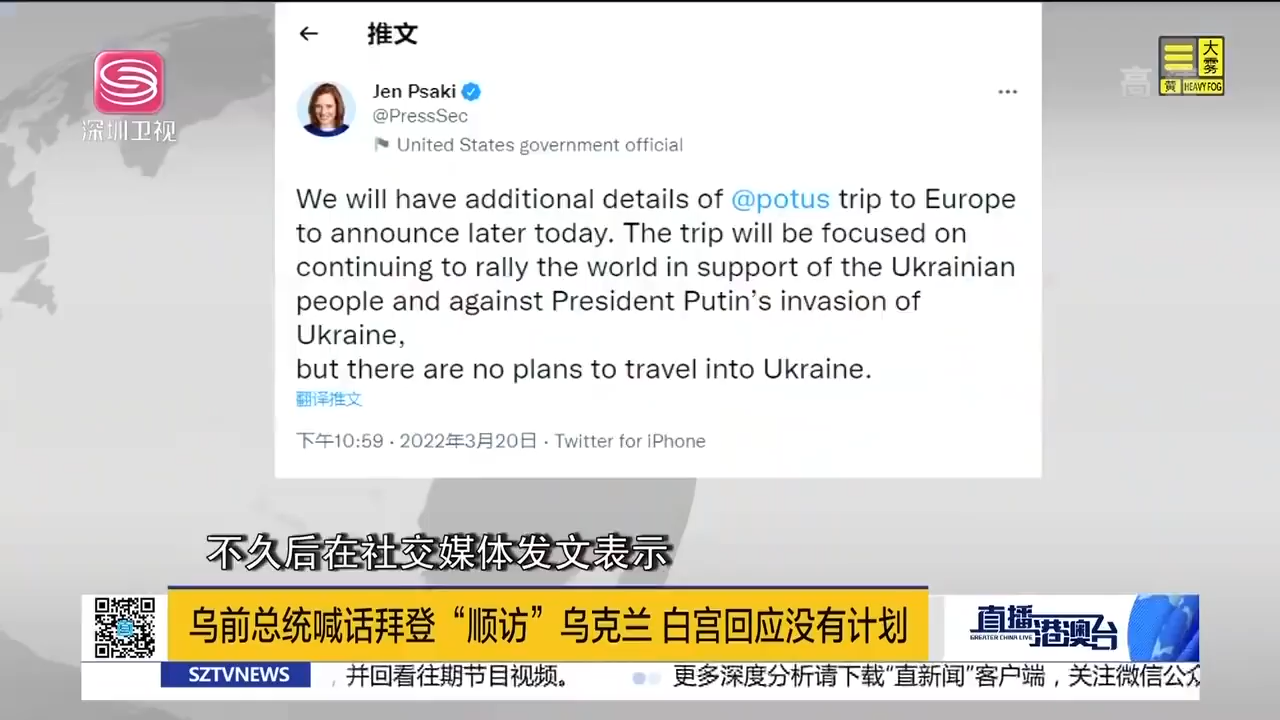 推文
Jen Psaki
@PressSec
United States government official
We will have additional details of @potus trip to Europe
to announce later today. The trip will be focused on
continuing to rally the world in support of the Ukrainian
people and against President Putin’s invasion of
Ukraine,
but there are no plans to travel into Ukraine.
翻译推文
下午10:59 · 2022年3月20日 · Twitter for iPhone
深圳卫视
高
大雾
黄 HEAVY FOG
不久后在社交媒体发文表示
乌前总统喊话拜登“顺访”乌克兰 白宫回应没有计划
直播港澳台
GREATER CHINA LIVE
SZTVNEWS
，并回看往期节目视频。 更多深度分析请下载“直新闻”客户端，关注微信公众